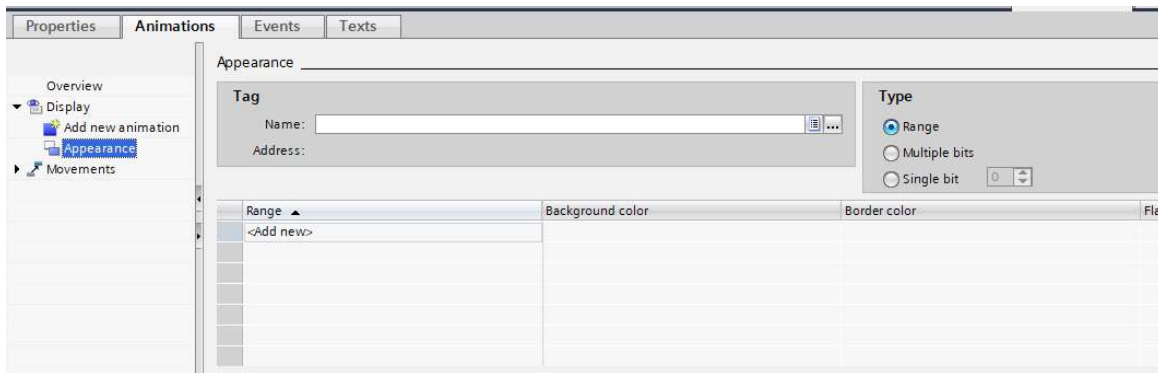 Properties Animations Events Texts
Appearance
Overview
Display
Add new animation
Appearance
Movements
Tag
Name:
Address:
Type
Range
Multiple bits
Single bit 0
Range Background color Border color Fla
<Add new>